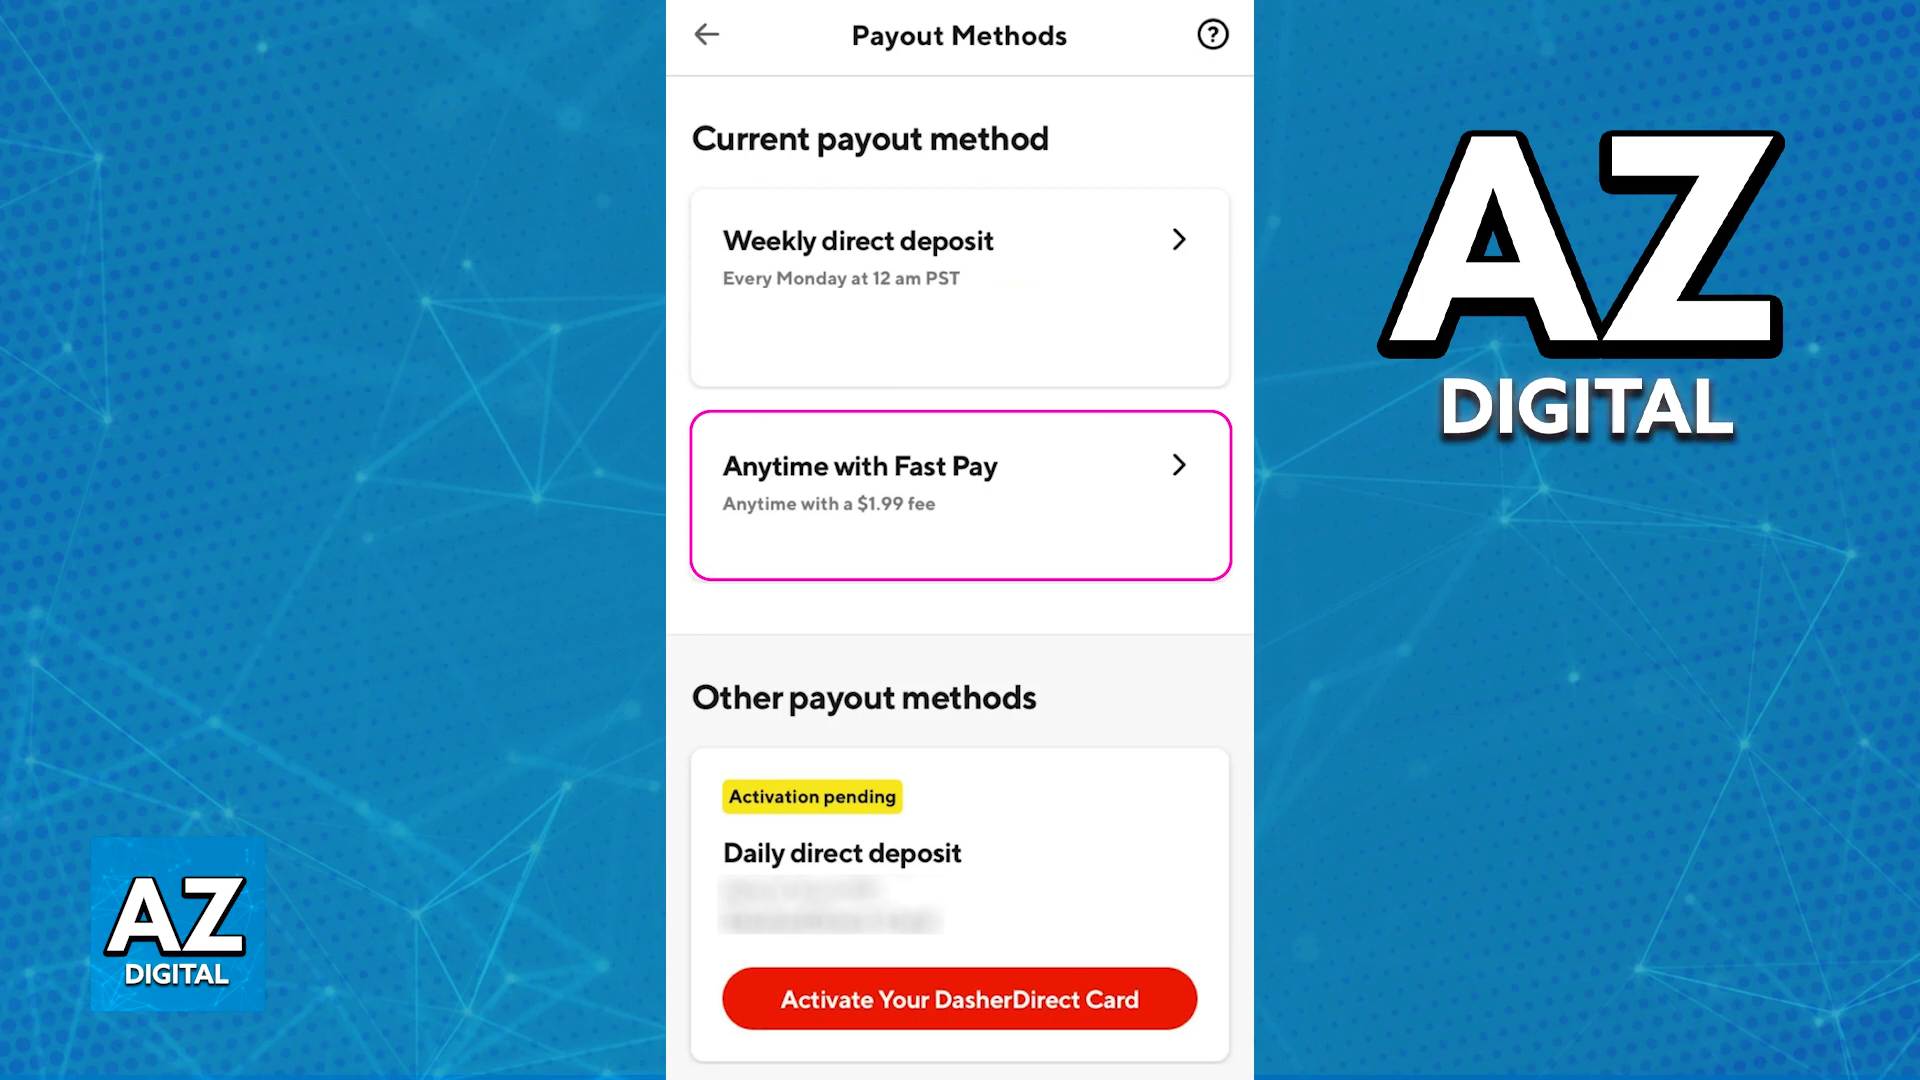 Payout Methods
?
Current payout method
Weekly direct deposit
Every Monday at 12 am PST
Anytime with Fast Pay
Anytime with a $1.99 fee
Other payout methods
Activation pending
Daily direct deposit
Activate Your DasherDirect Card
AZ
DIGITAL
AZ
DIGITAL